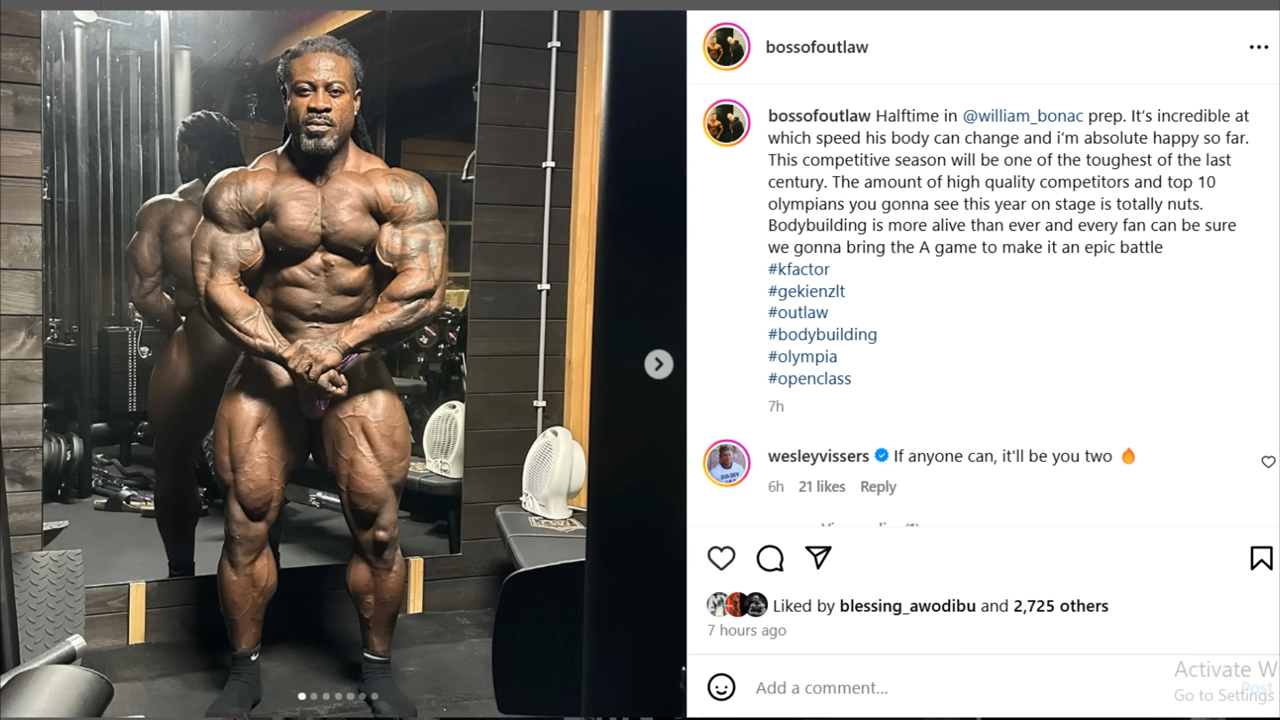 bossofoutlaw
bossofoutlaw Halftime in @william_bonac prep. It's incredible at
which speed his body can change and i'm absolute happy so far.
This competitive season will be one of the toughest of the last
century. The amount of high quality competitors and top 10
olympians you gonna see this year on stage is totally nuts.
Bodybuilding is more alive than ever and every fan can be sure
we gonna bring the A game to make it an epic battle
#kfactor
#gekienzlt
#outlaw
#bodybuilding
#olympia
#openclass
7h
wesleyvissers If anyone can, it'll be you two 🔥
6h 21 likes Reply
Liked by blessing_awodibu and 2,725 others
7 hours ago
Add a comment...
Post
Activate W
Go to Settings